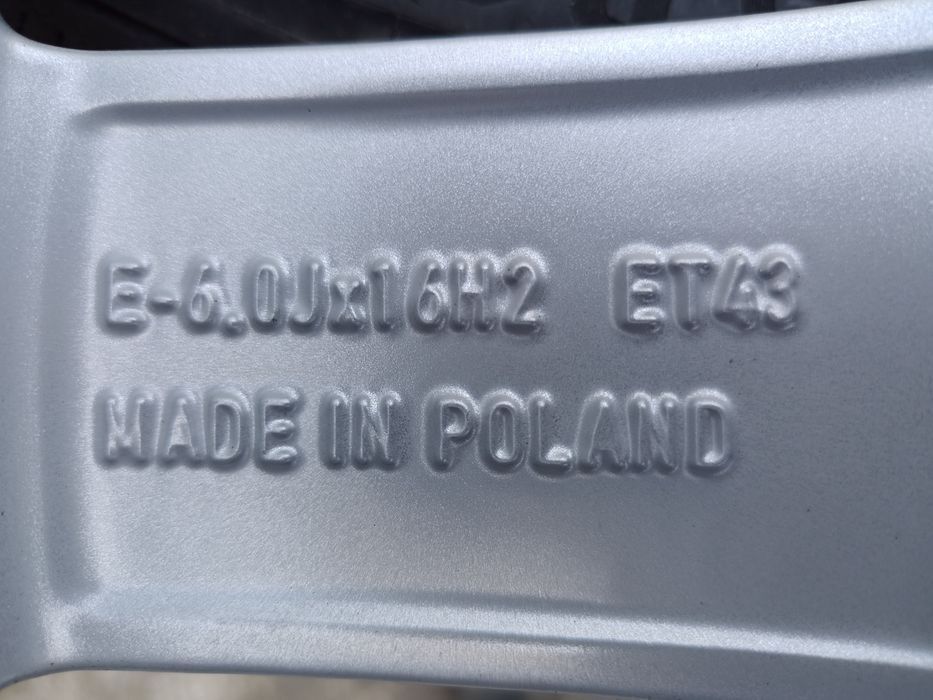 E-6.0Jx16H2 ET43
MADE IN POLAND